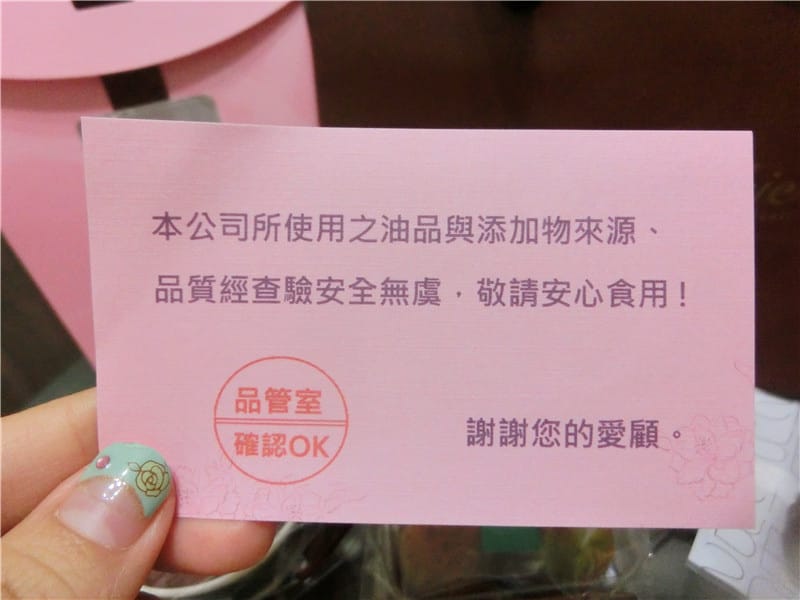 本公司所使用之油品與添加物來源、
品質經查驗安全無虞，敬請安心食用!
品管室
確認OK
謝謝您的愛顧。